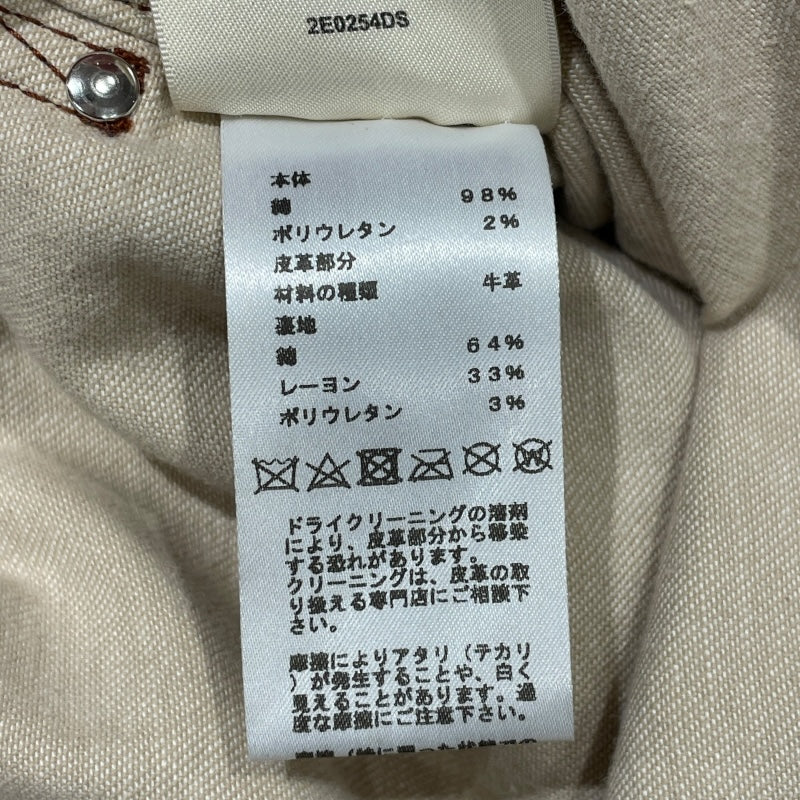 2E0254DS
本体
綿 98%
ポリウレタン 2%
皮革部分
材料の種類 牛革
裏地
綿 64%
レーヨン 33%
ポリウレタン 3%
W
ドライクリーニングの溶剤
により、皮革部分から移染
する恐れがあります。
クリーニングは、皮革の取
り扱える専門店にご相談下
さい。
摩擦によりアタリ(テカリ
)が発生することや、白く
見えることがあります。過
度な摩擦にご注意下さい。